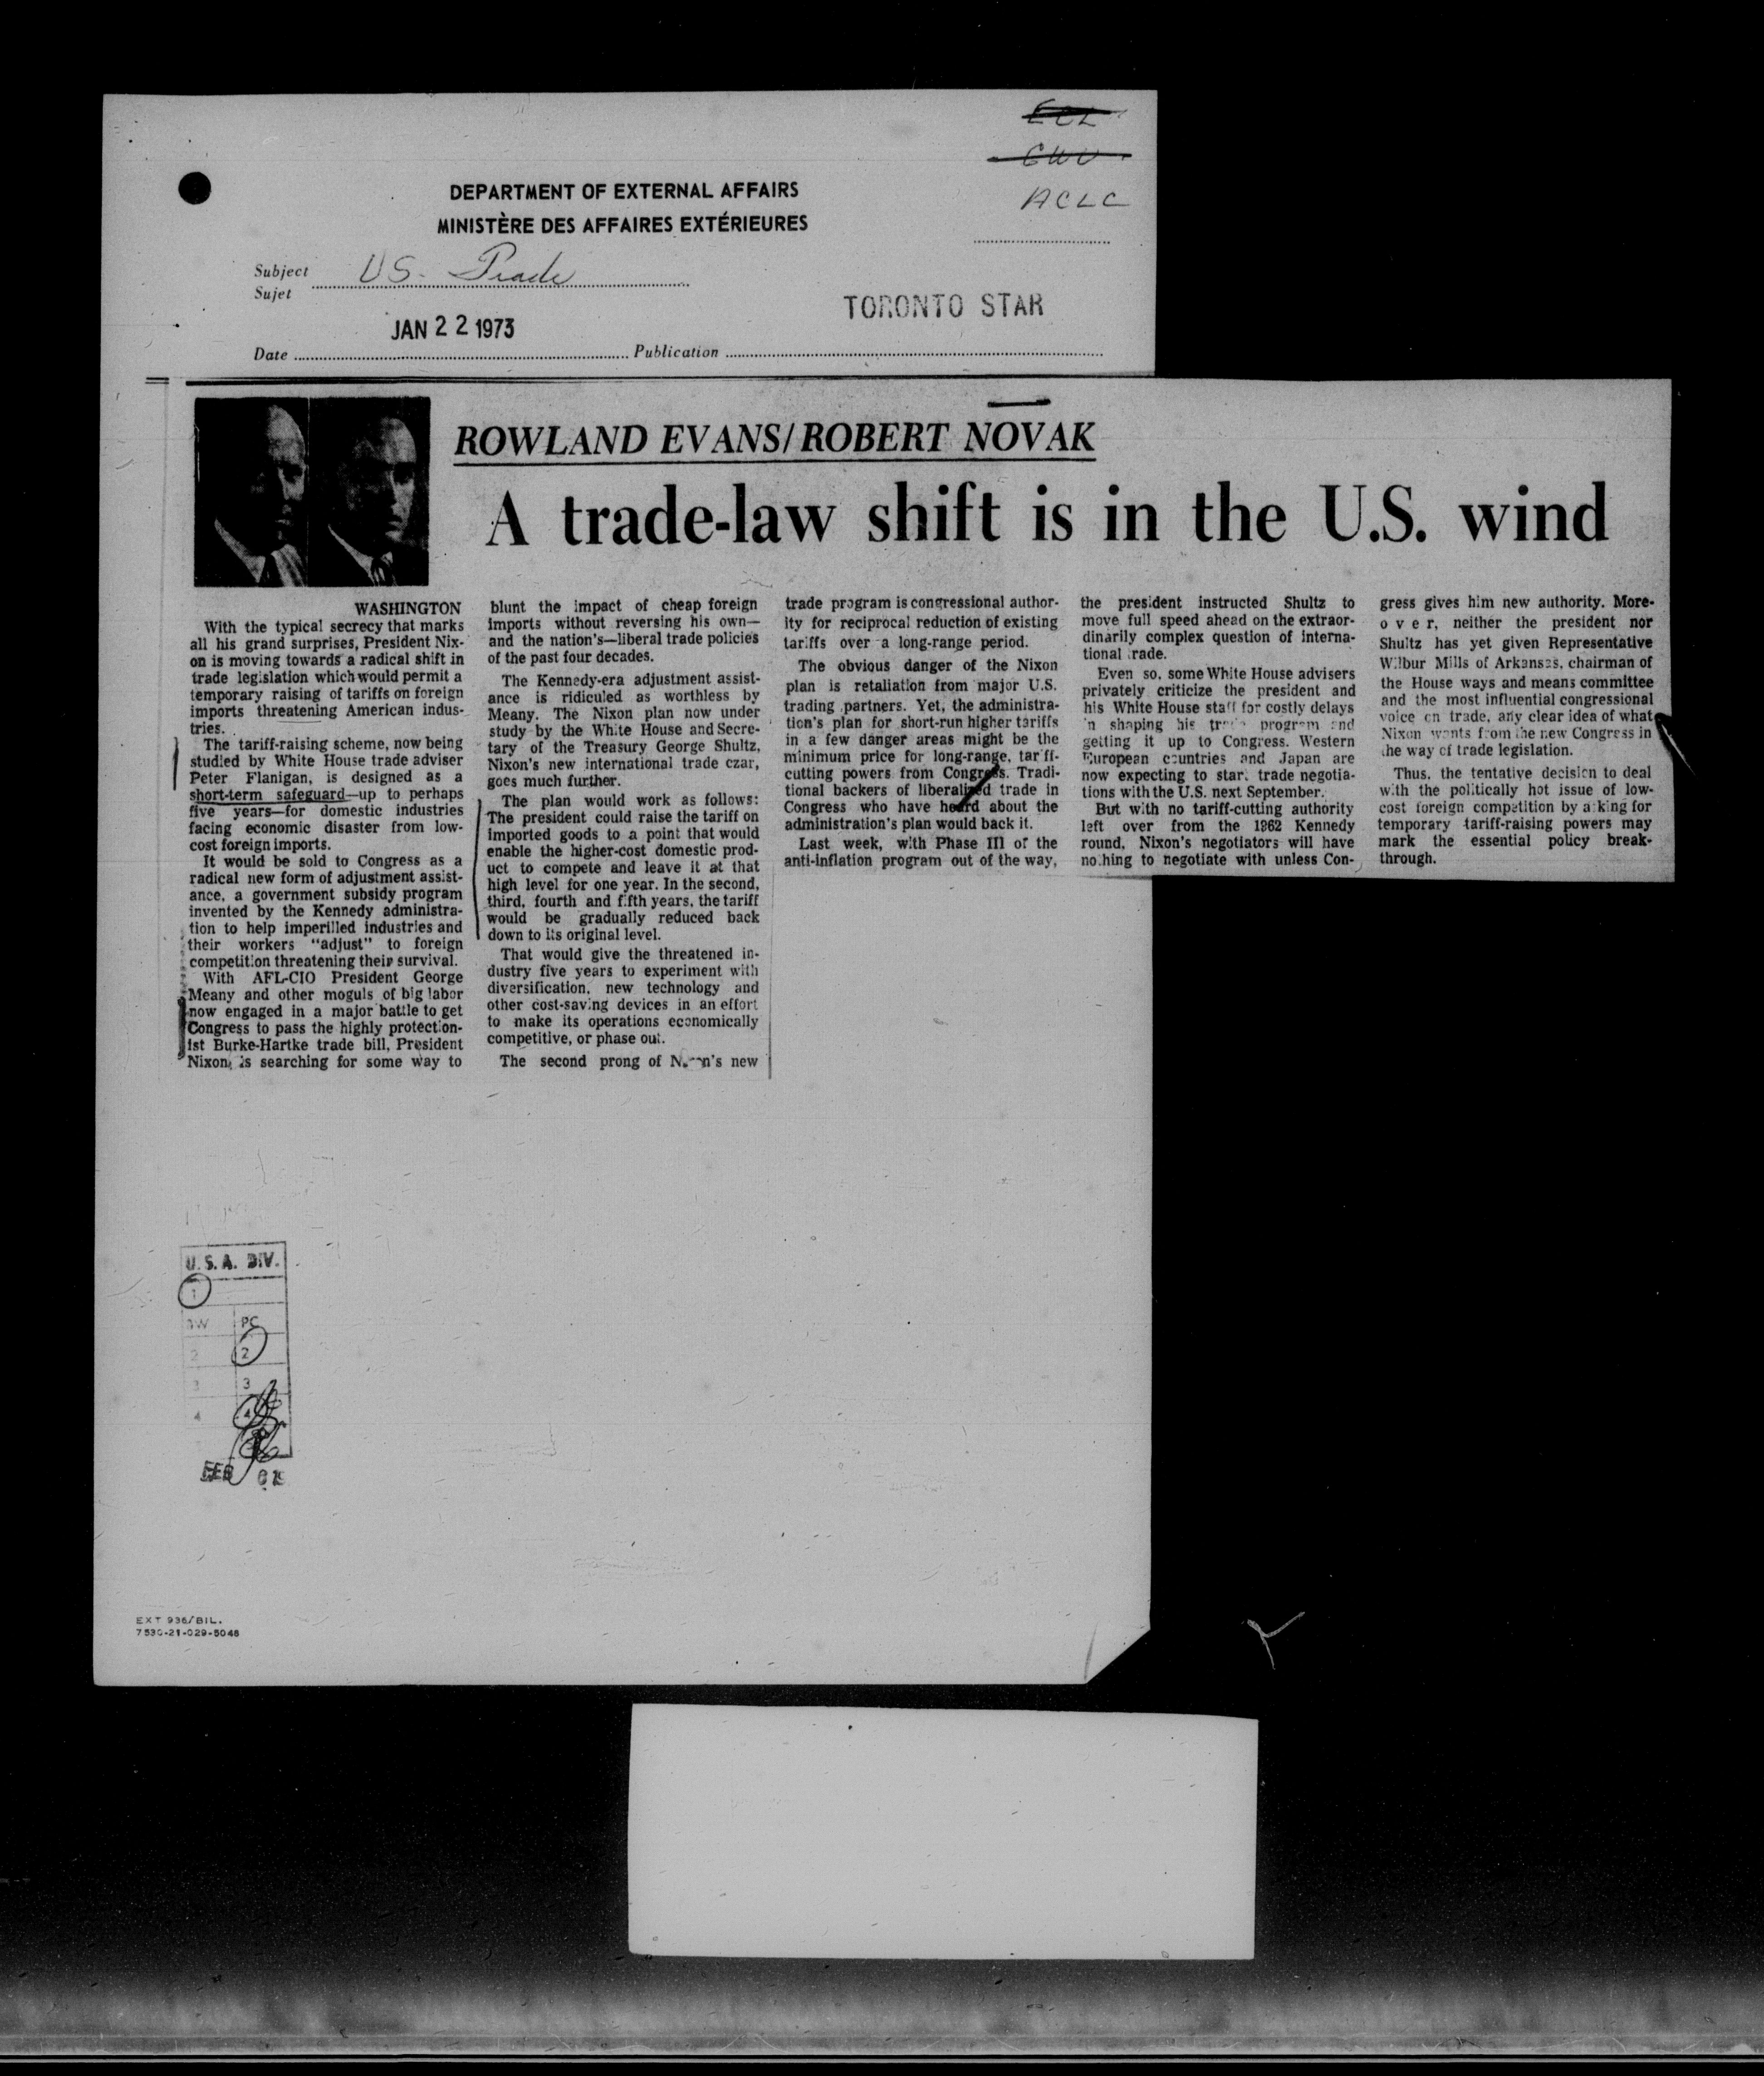 ECL
CWU
ACLC
DEPARTMENT OF EXTERNAL AFFAIRS
MINISTÈRE DES AFFAIRES EXTÉRIEURES
Subject
Sujet
US. Trade
TORONTO STAR
JAN 22 1973
Date
Publication
ROWLAND EVANS/ROBERT NOVAK
A trade-law shift is in the U.S. wind
WASHINGTON
With the typical secrecy that marks
all his grand surprises, President Nix-
on is moving towards a radical shift in
trade legislation which would permit a
temporary raising of tariffs on foreign
imports threatening American indus-
tries.
The tariff-raising scheme, now being
studied by White House trade adviser
Peter Flanigan, is designed as a
short-term safeguard—up to perhaps
five years—for domestic industries
facing economic disaster from low-
cost foreign imports.
It would be sold to Congress as a
radical new form of adjustment assist-
ance, a government subsidy program
invented by the Kennedy administra-
tion to help imperilled industries and
their workers "adjust" to foreign
competition threatening their survival.
With AFL-CIO President George
Meany and other moguls of big labor
now engaged in a major battle to get
Congress to pass the highly protection-
ist Burke-Hartke trade bill, President
Nixon is searching for some way to
blunt the impact of cheap foreign
imports without reversing his own—
and the nation's—liberal trade policies
of the past four decades.
The Kennedy-era adjustment assist-
ance is ridiculed as worthless by
Meany. The Nixon plan now under
study by the White House and Secre-
tary of the Treasury George Shultz,
Nixon's new international trade czar,
goes much further.
The plan would work as follows:
The president could raise the tariff on
imported goods to a point that would
enable the higher-cost domestic prod-
uct to compete and leave it at that
high level for one year. In the second,
third, fourth and fifth years, the tariff
would be gradually reduced back
down to its original level.
That would give the threatened in-
dustry five years to experiment with
diversification, new technology and
other cost-saving devices in an effort
to make its operations economically
competitive, or phase out.
The second prong of Nixon's new
trade program is congressional author-
ity for reciprocal reduction of existing
tariffs over a long-range period.
The obvious danger of the Nixon
plan is retaliation from major U.S.
trading partners. Yet, the administra-
tion's plan for short-run higher tariffs
in a few danger areas might be the
minimum price for long-range, tariff-
cutting powers from Congress. Tradi-
tional backers of liberalized trade in
Congress who have heard about the
administration's plan would back it.
Last week, with Phase III of the
anti-inflation program out of the way,
the president instructed Shultz to
move full speed ahead on the extraor-
dinarily complex question of interna-
tional trade.
Even so, some White House advisers
privately criticize the president and
his White House staff for costly delays
in shaping his trade program and
getting it up to Congress. Western
European countries and Japan are
now expecting to start trade negotia-
tions with the U.S. next September.
But with no tariff-cutting authority
left over from the 1962 Kennedy
round, Nixon's negotiators will have
nothing to negotiate with unless Con-
gress gives him new authority. More-
over, neither the president nor
Shultz has yet given Representative
Wilbur Mills of Arkansas, chairman of
the House ways and means committee
and the most influential congressional
voice on trade, any clear idea of what
Nixon wants from the new Congress in
the way of trade legislation.
Thus, the tentative decision to deal
with the politically hot issue of low-
cost foreign competition by asking for
temporary tariff-raising powers may
mark the essential policy break-
through.
U.S.A. DIV.
1
PC
2 2
3 3
4 4
FEB
EXT 936/BIL.
7530-21-029-5048